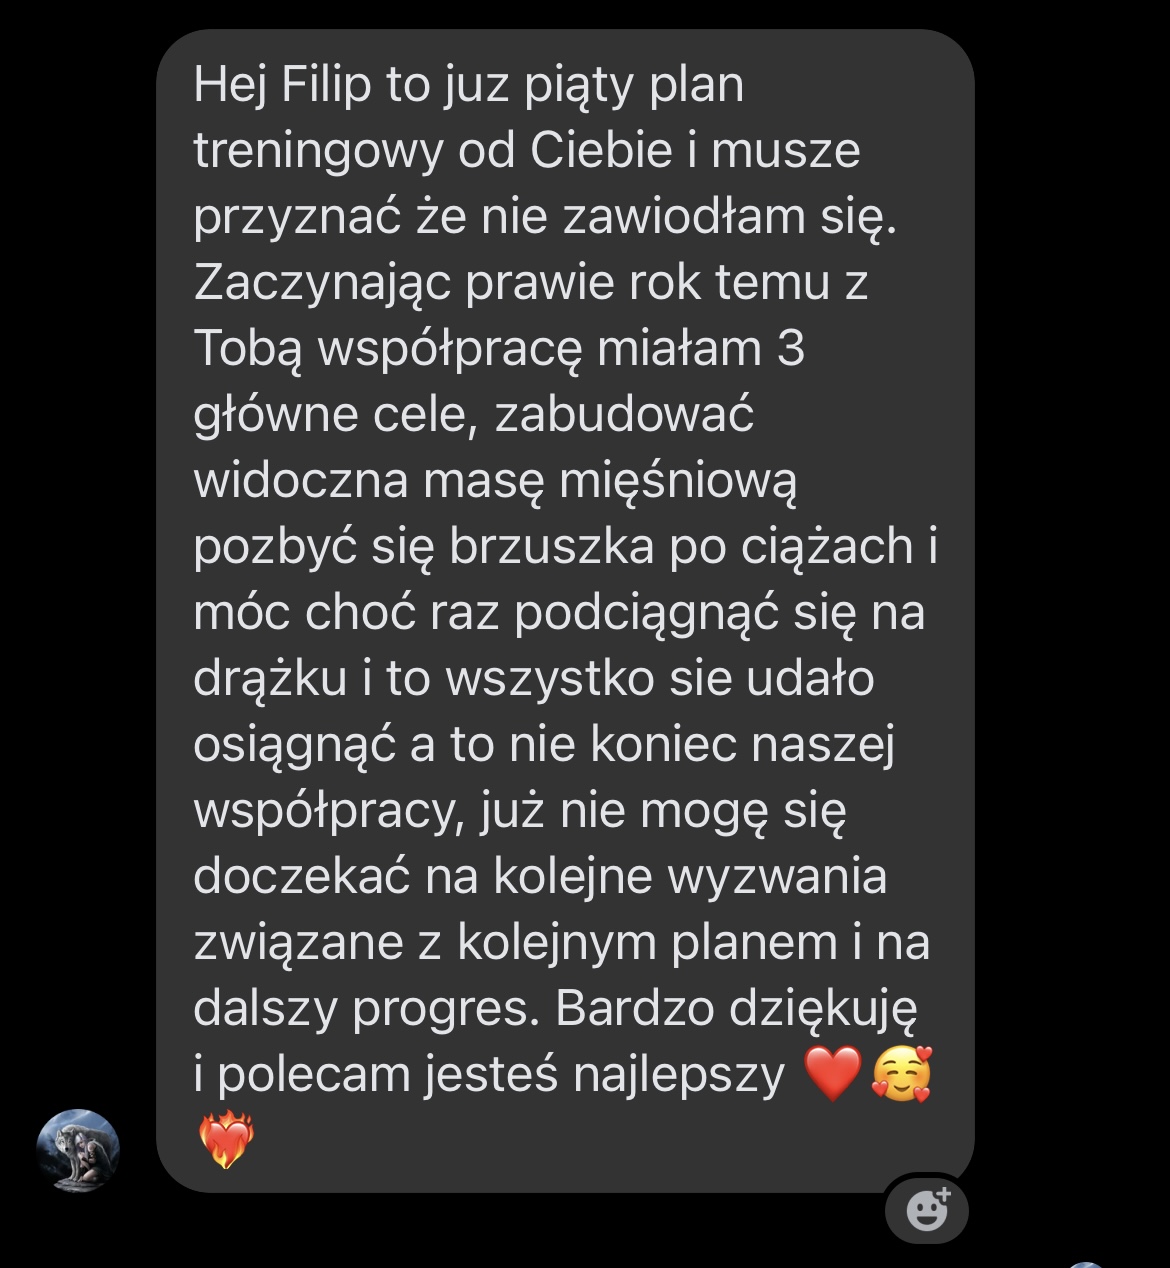 Hej Filip to juz piąty plan
treningowy od Ciebie i musze
przyznać że nie zawiodłam się.
Zaczynając prawie rok temu z
Tobą współpracę miałam 3
główne cele, zabudować
widoczna masę mięśniową
pozbyć się brzuszka po ciążach i
móc choć raz podciągnąć się na
drążku i to wszystko sie udało
osiągnąć a to nie koniec naszej
współpracy, już nie mogę się
doczekać na kolejne wyzwania
związane z kolejnym planem i na
dalszy progres. Bardzo dziękuję
i polecam jesteś najlepszy ❤️🥰
❤️‍🔥